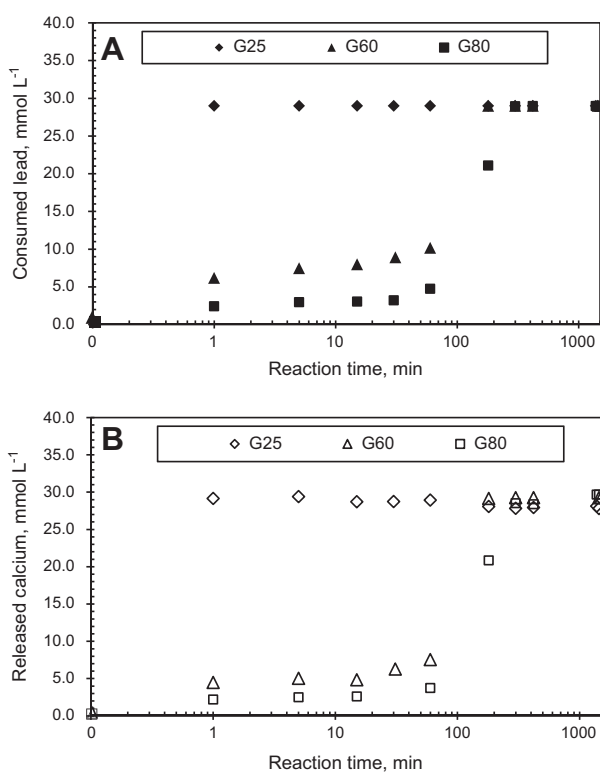 40.0
A
◆ G25 ▲ G60 ■ G80
35.0
30.0
25.0
20.0
15.0
10.0
5.0
0.0
Consumed lead, mmol L⁻¹
0 1 10 100 1000
Reaction time, min
40.0
B
◇ G25 △ G60 □ G80
35.0
30.0
25.0
20.0
15.0
10.0
5.0
0.0
Released calcium, mmol L⁻¹
0 1 10 100 1000
Reaction time, min